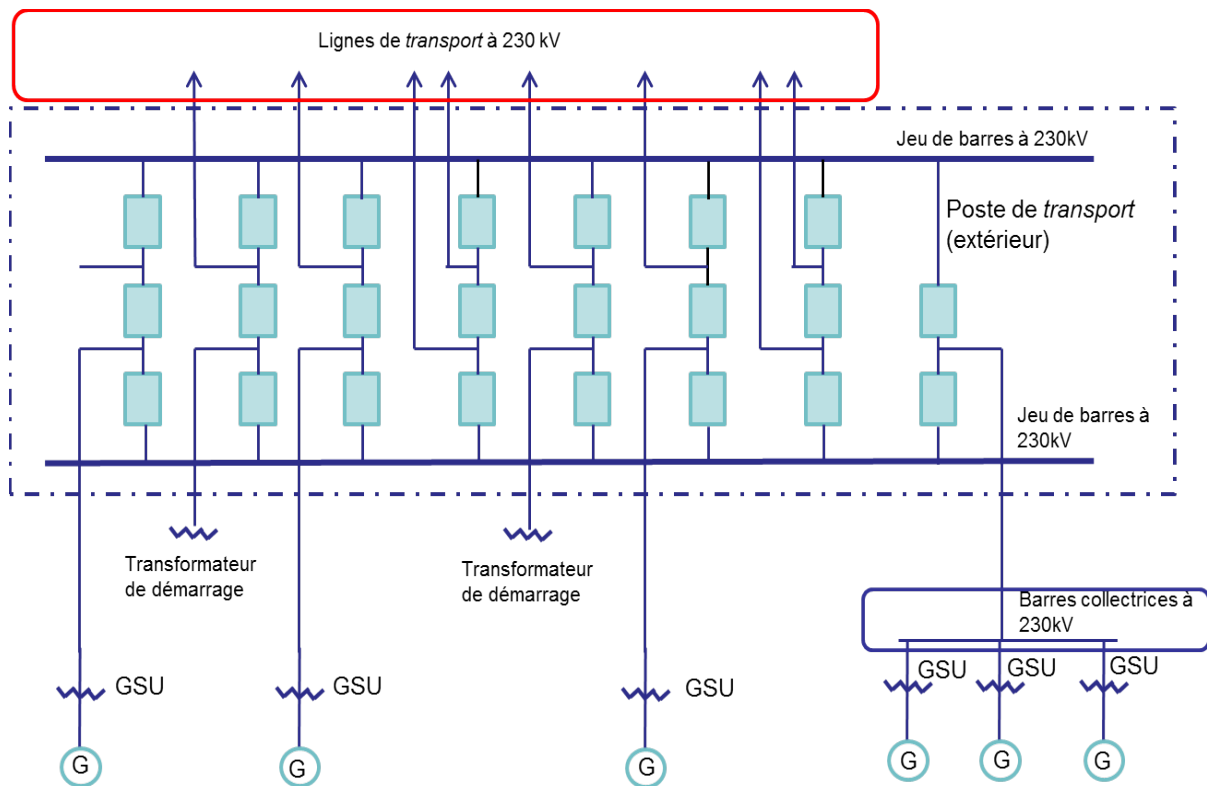 Lignes de transport à 230 kV
Jeu de barres à 230kV
Poste de transport
(extérieur)
Jeu de barres à
230kV
Transformateur
de démarrage
Transformateur
de démarrage
Barres collectrices à
230kV
GSU
GSU
GSU
GSU
GSU
GSU
G
G
G
G
G
G